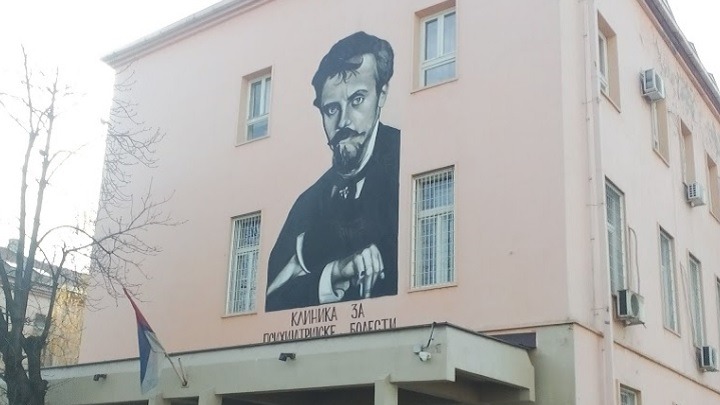 КЛИНИКА ЗА
ПСИХИЈАТРИЈСКЕ БОЛЕСТИ